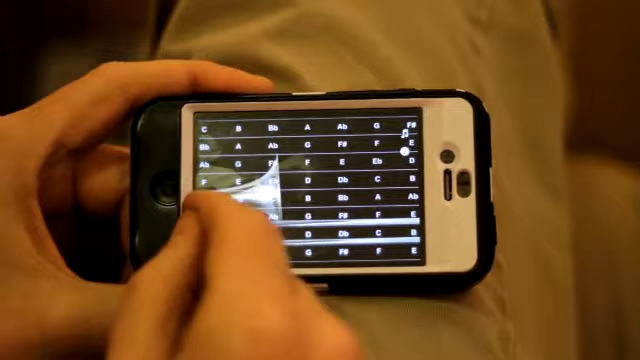 C B Bb A Ab G F#
Bb A Ab G F# F E
Ab G F# F E Eb D
F E D Db C B
B Bb A Ab
Ab G F# F E
D Db C B
G F# F E